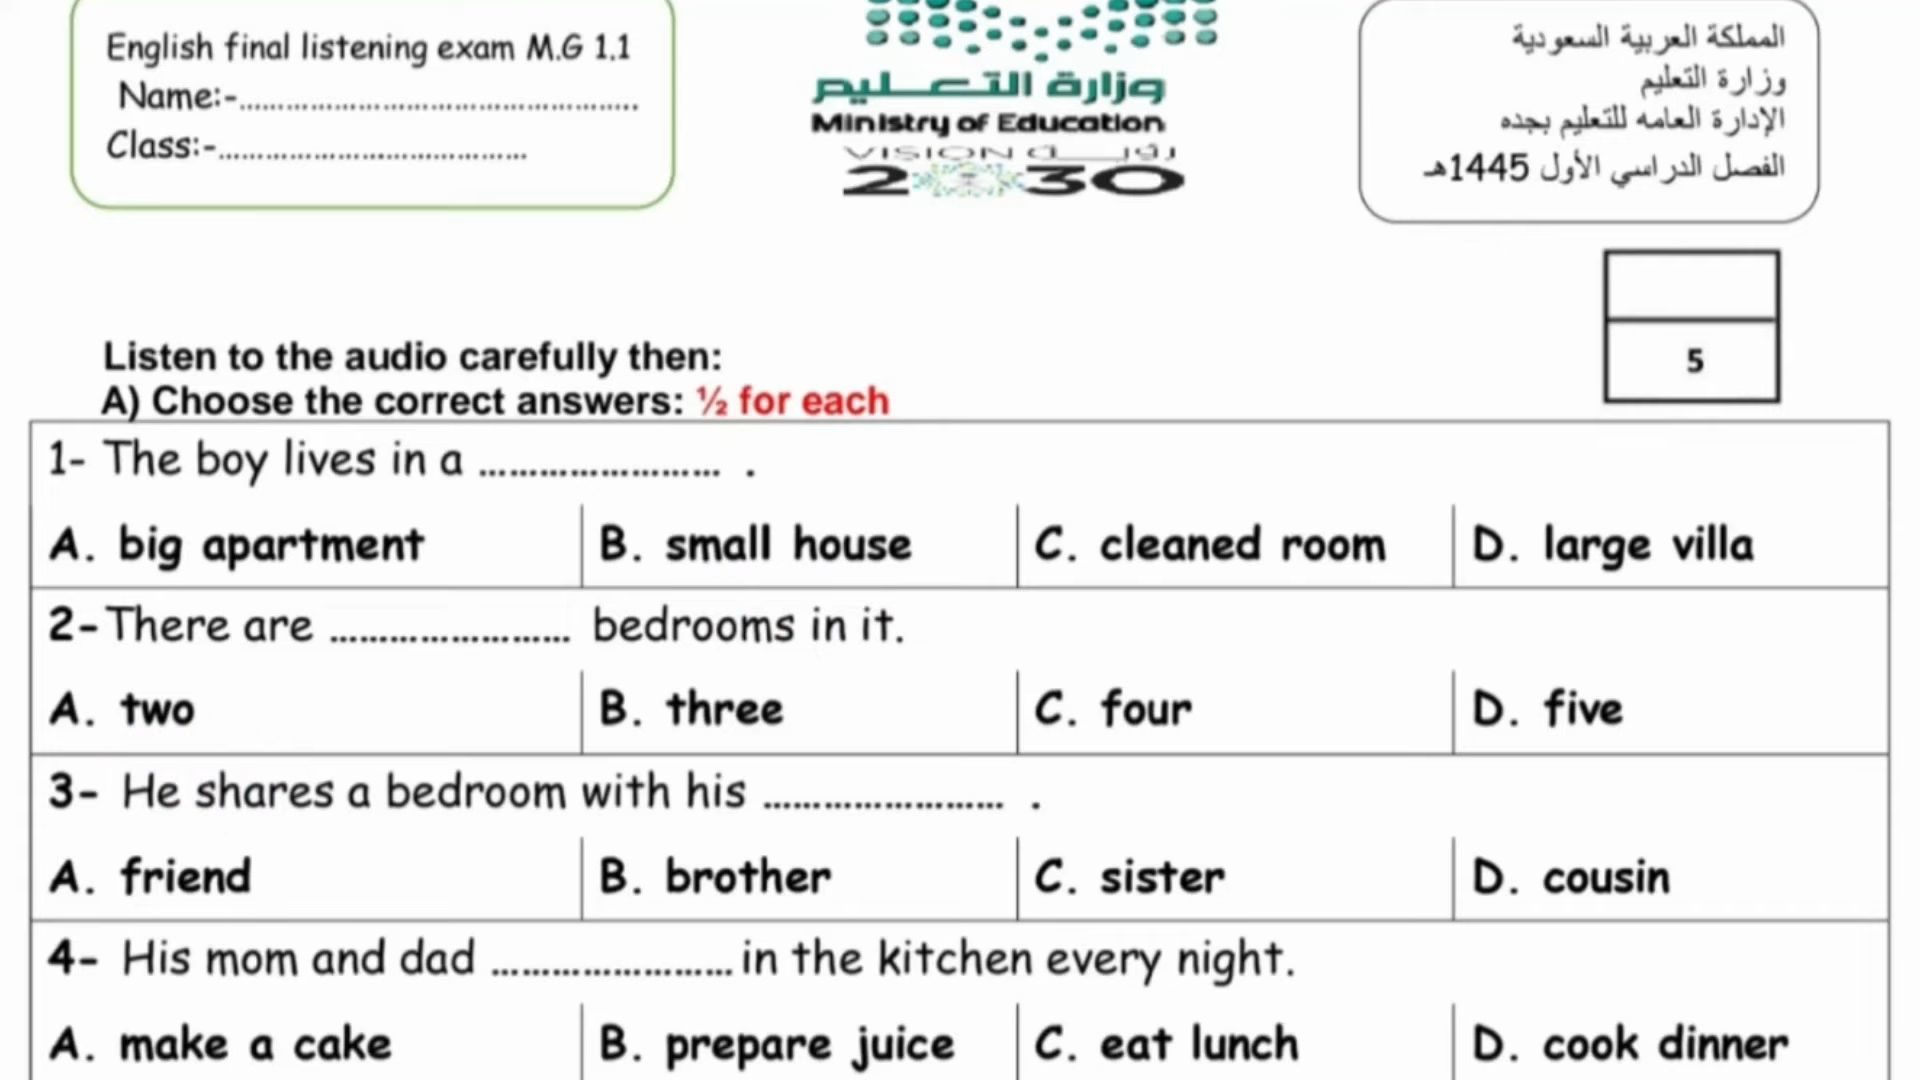 English final listening exam M.G 1.1
Name:-.................................................
Class:-......................................
وزارة التعـــليم
Ministry of Education
VISION رؤيـــة
2030
المملكة العربية السعودية
وزارة التعليم
الإدارة العامه للتعليم بجده
الفصل الدراسي الأول 1445هـ
5
Listen to the audio carefully then:
A) Choose the correct answers: ½ for each
1- The boy lives in a ........................ .
A. big apartment B. small house C. cleaned room D. large villa
2- There are ........................ bedrooms in it.
A. two B. three C. four D. five
3- He shares a bedroom with his ........................ .
A. friend B. brother C. sister D. cousin
4- His mom and dad ........................ in the kitchen every night.
A. make a cake B. prepare juice C. eat lunch D. cook dinner